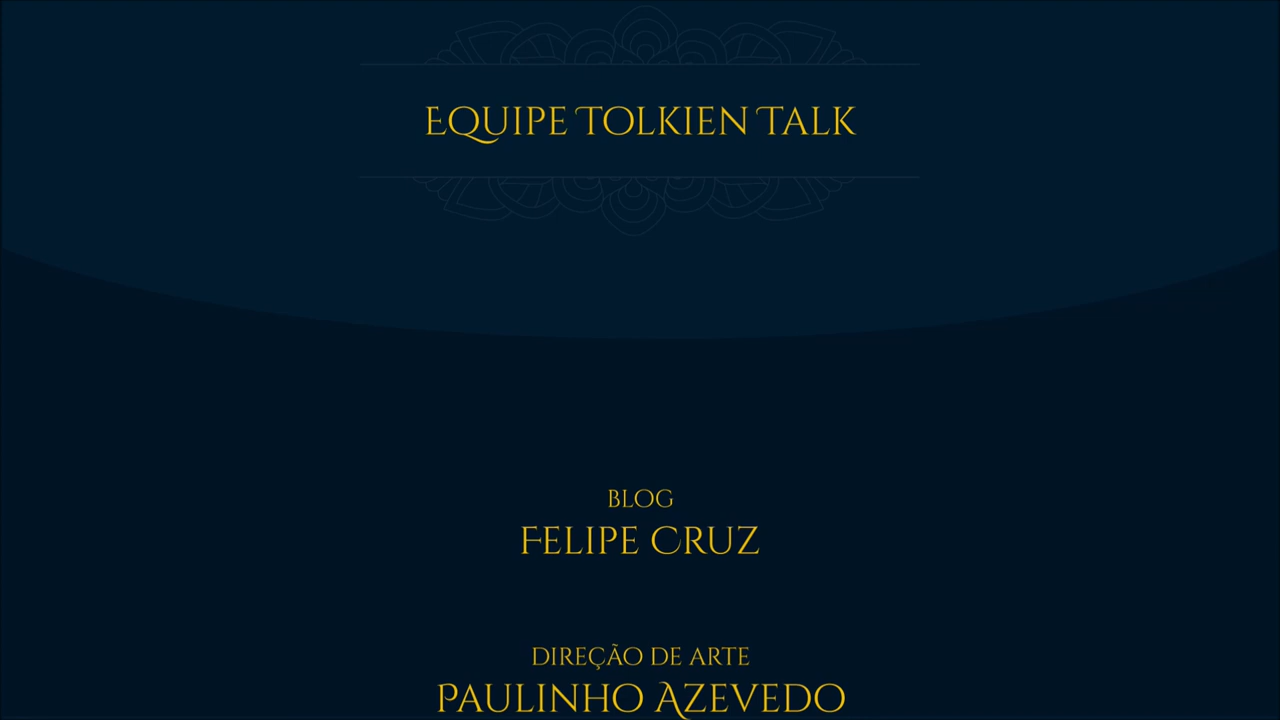 Equipe Tolkien Talk
Blog
Felipe Cruz
Direção de Arte
Paulinho Azevedo